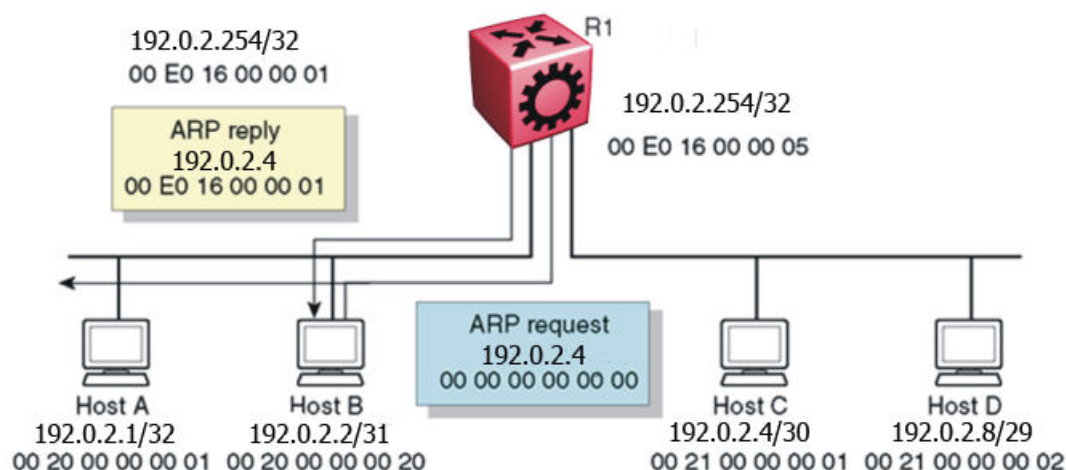 R1
192.0.2.254/32
00 E0 16 00 00 01
192.0.2.254/32
00 E0 16 00 00 05
ARP reply
192.0.2.4
00 E0 16 00 00 01
ARP request
192.0.2.4
00 00 00 00 00 00
Host A
192.0.2.1/32
00 20 00 00 00 01
Host B
192.0.2.2/31
00 20 00 00 00 20
Host C
192.0.2.4/30
00 21 00 00 00 01
Host D
192.0.2.8/29
00 21 00 00 00 02